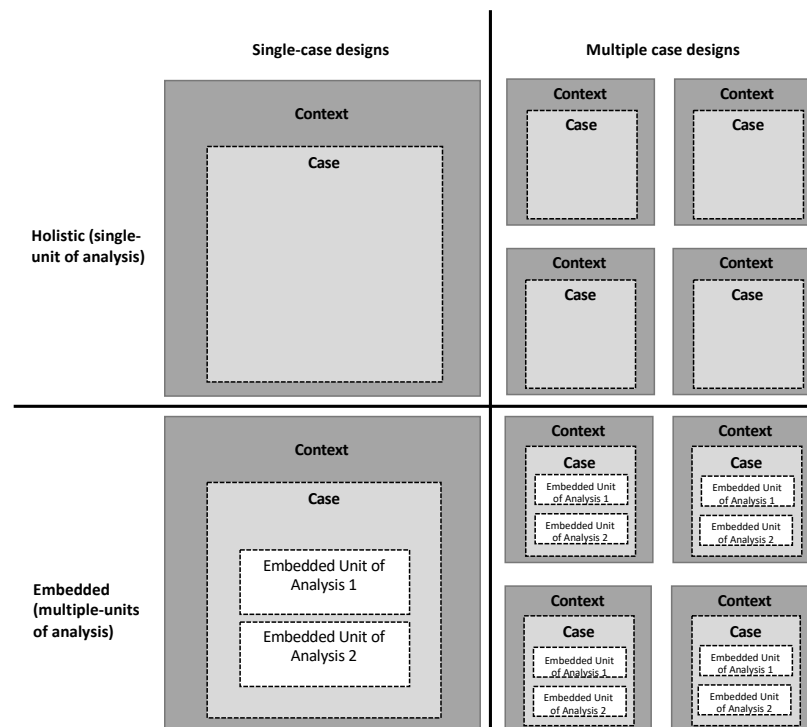 Single-case designs
Multiple case designs
Context
Case
Holistic (single-
unit of analysis)
Context
Case
Context
Case
Context
Case
Context
Case
Context
Case
Embedded Unit of
Analysis 1
Embedded Unit of
Analysis 2
Embedded
(multiple-units
of analysis)
Context
Case
Embedded Unit
of Analysis 1
Embedded Unit
of Analysis 2
Context
Case
Embedded Unit
of Analysis 1
Embedded Unit
of Analysis 2
Context
Case
Embedded Unit
of Analysis 1
Embedded Unit
of Analysis 2
Context
Case
Embedded Unit
of Analysis 1
Embedded Unit
of Analysis 2